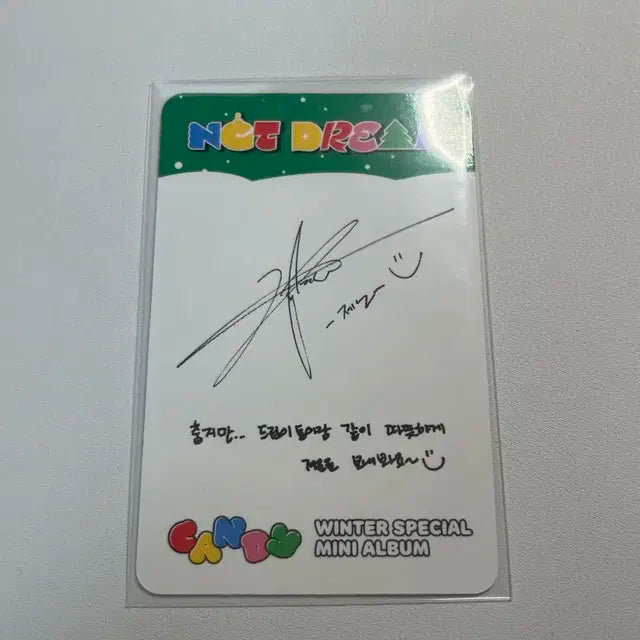 NCT DREAM
-제노-
춥지만.. 드림이들이랑 같이 따뜻하게
겨울을 보내봐요~
CANDY
WINTER SPECIAL
MINI ALBUM